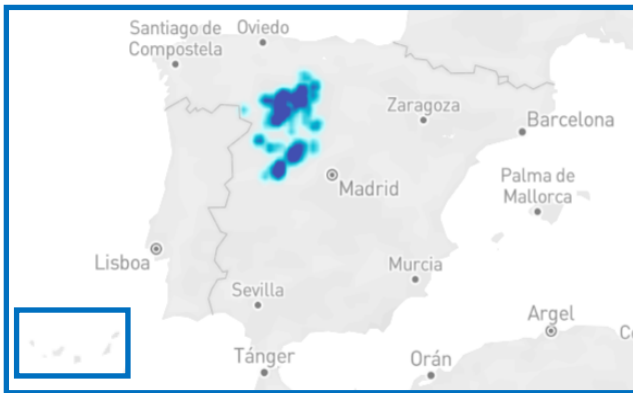 Santiago de
Compostela
Oviedo
Zaragoza
Barcelona
Palma de
Mallorca
Madrid
Lisboa
Murcia
Sevilla
Argel
Tánger
Orán